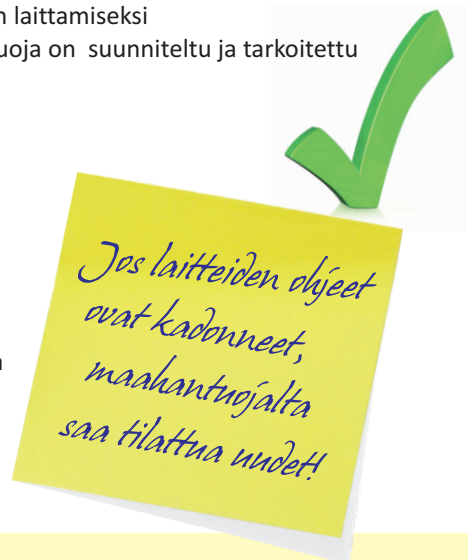 n laittamiseksi
uoja on suunniteltu ja tarkoitettu
Jos laitteiden ohjeet
ovat kadonneet,
maahantuojalta
saa tilattua uudet!